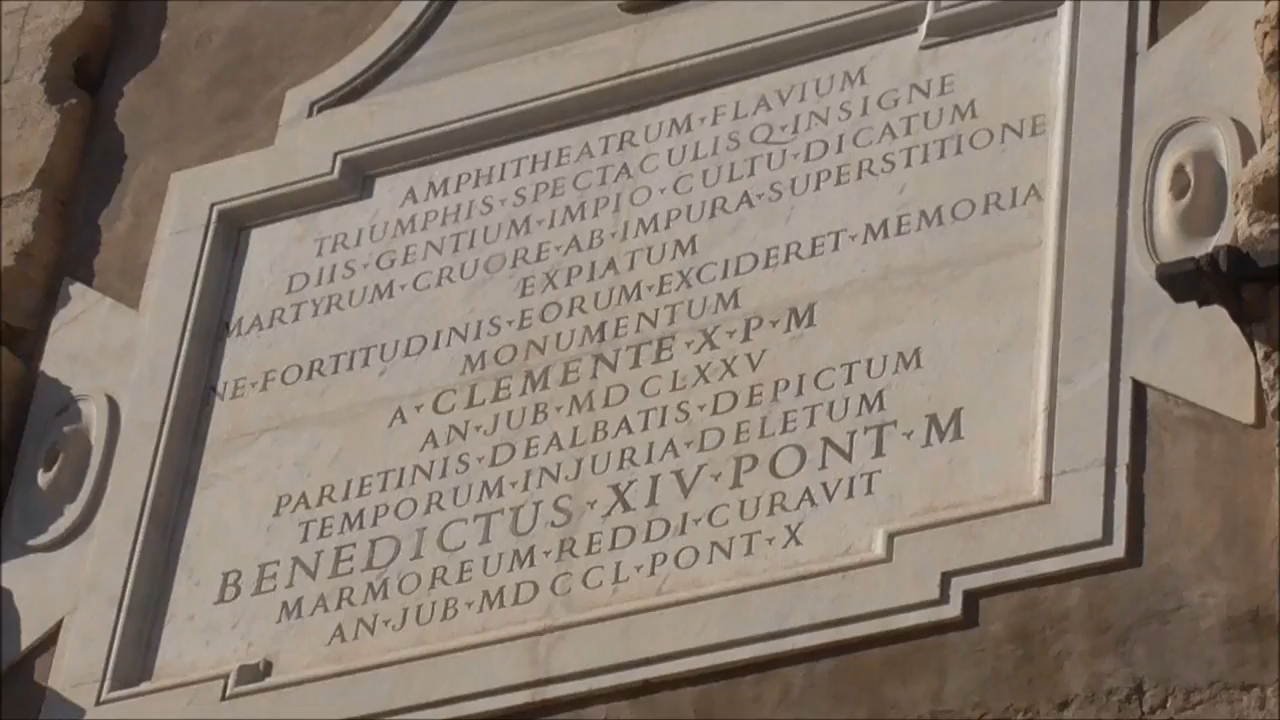 AMPHITHEATRUM·FLAVIUM
TRIUMPHIS·SPECTACULISQ·INSIGNE
DIIS·GENTIUM·IMPIO·CULTU·DICATUM
MARTYRUM·CRUORE·AB·IMPURA·SUPERSTITIONE
EXPIATUM
NE·FORTITUDINIS·EORUM·EXCIDERET·MEMORIA
MONUMENTUM
A·CLEMENTE·X·P·M
AN·JUB·MDCLXXV
PARIETINIS·DEALBATIS·DEPICTUM
TEMPORUM·INJURIA·DELETUM
BENEDICTUS·XIV·PONT·M
MARMOREUM·REDDI·CURAVIT
AN·JUB·MDCCL·PONT·X